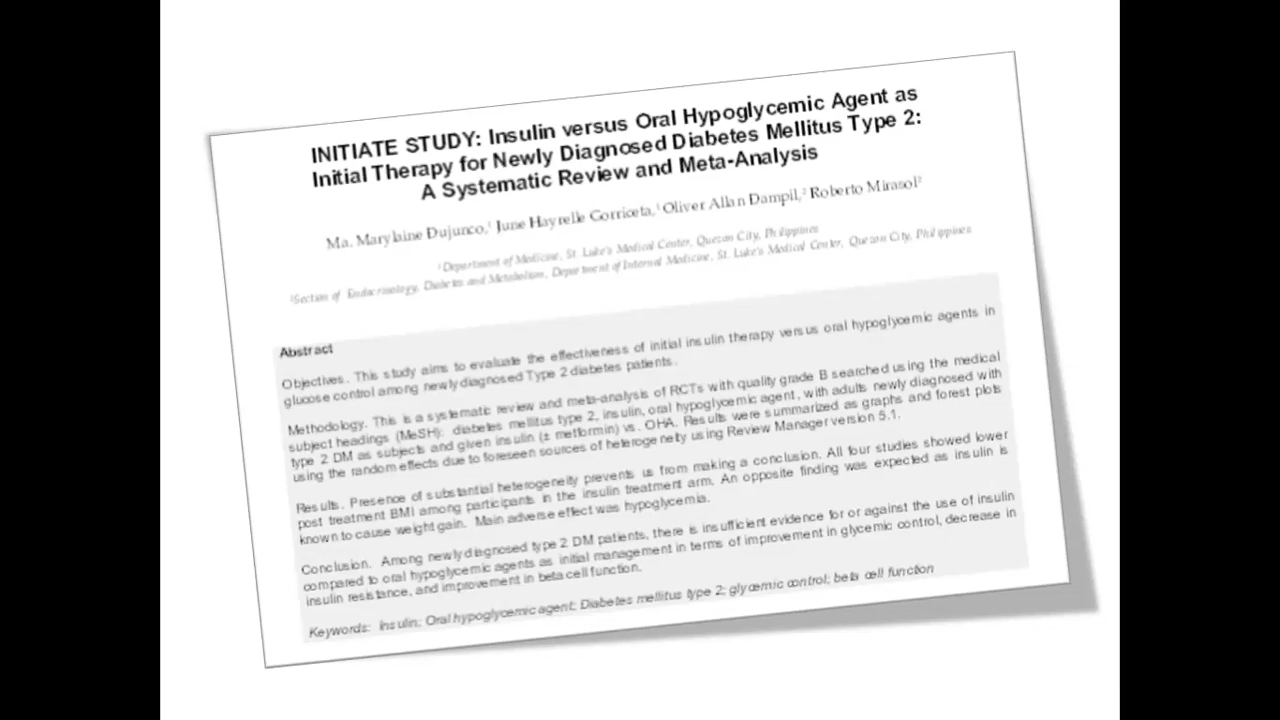 INITIATE STUDY: Insulin versus Oral Hypoglycemic Agent as
Initial Therapy for Newly Diagnosed Diabetes Mellitus Type 2:
A Systematic Review and Meta-Analysis
Ma. Marylaine Dujunco,¹ June Hayrelle Gorriceta,¹ Oliver Allan Dampil,² Roberto Mirasol²
¹Department of Medicine, St. Luke's Medical Center, Quezon City, Philippines
²Section of Endocrinology, Diabetes and Metabolism, Department of Internal Medicine, St. Luke's Medical Center, Quezon City, Philippines
Abstract
Objectives. This study aims to evaluate the effectiveness of initial insulin therapy versus oral hypoglycemic agents in
glucose control among newly diagnosed Type 2 diabetes patients.
Methodology. This is a systematic review and meta-analysis of RCTs with quality grade B searched using the medical
subject headings (MeSH): diabetes mellitus type 2, insulin, oral hypoglycemic agent, with adults newly diagnosed with
type 2 DM as subjects and given insulin (± metformin) vs. OHA. Results were summarized as graphs and forest plots
using the random effects due to foreseen sources of heterogeneity using Review Manager version 5.1.
Results. Presence of substantial heterogeneity prevents us from making a conclusion. All four studies showed lower
post treatment BMI among participants in the insulin treatment arm. An opposite finding was expected as insulin is
known to cause weight gain. Main adverse effect was hypoglycemia.
Conclusion. Among newly diagnosed type 2 DM patients, there is insufficient evidence for or against the use of insulin
compared to oral hypoglycemic agents as initial management in terms of improvement in glycemic control, decrease in
insulin resistance, and improvement in beta cell function.
Keywords: Insulin; Oral hypoglycemic agent; Diabetes mellitus type 2; glycemic control; beta cell function